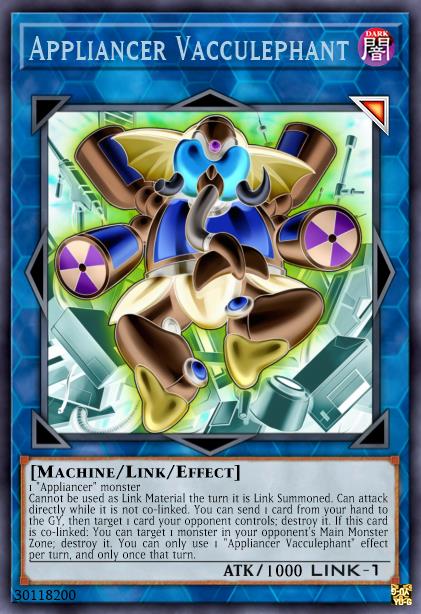 Appliancer Vacculephant
DARK
闇
[Machine/Link/Effect]
1 "Appliancer" monster
Cannot be used as Link Material the turn it is Link Summoned. Can attack
directly while it is not co-linked. You can send 1 card from your hand to
the GY, then target 1 card your opponent controls; destroy it. If this card
is co-linked: You can target 1 monster in your opponent's Main Monster
Zone; destroy it. You can only use 1 "Appliancer Vacculephant" effect
per turn, and only once that turn.
ATK/1000 LINK-1
30118200